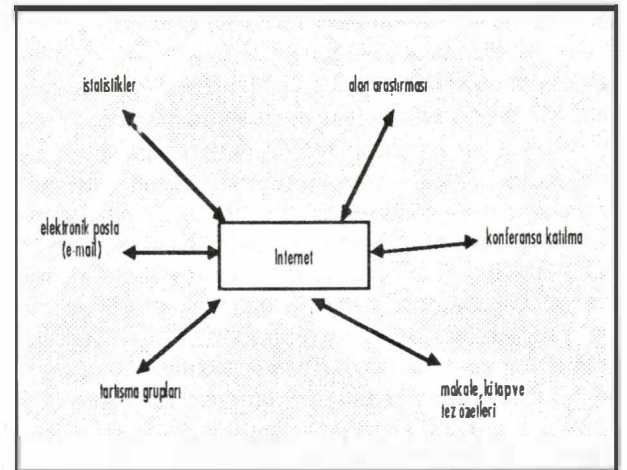 istatistikler
alan araştırması
elektronik posta
(e-mail)
Internet
konferansa katılma
tartışma grupları
makale, kitap ve
tez özetleri